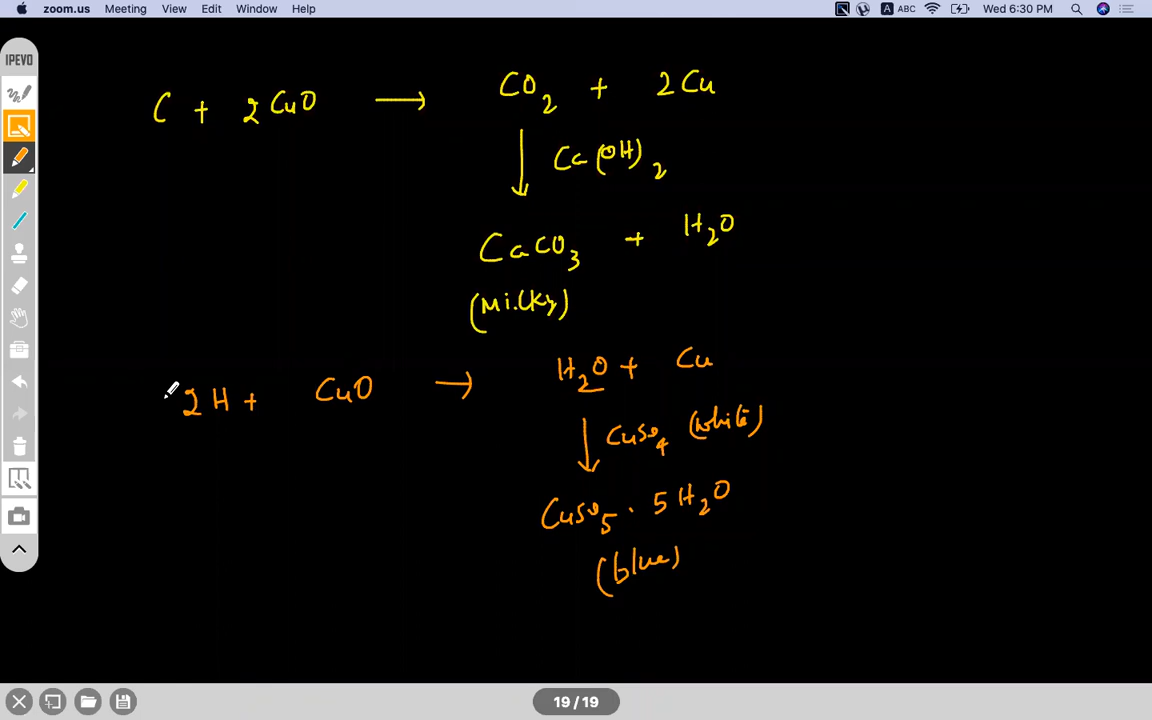 zoom.us Meeting View Edit Window Help A ABC Wed 6:30 PM
IPEVO
C + 2CuO ⟶ CO₂ + 2Cu
↓ Ca(OH)₂
CaCO₃ + H₂O
(Milky)
2H + CuO → H₂O + Cu
↓ CuSO₄ (white)
CuSO₅ · 5H₂O
(blue)
19 / 19